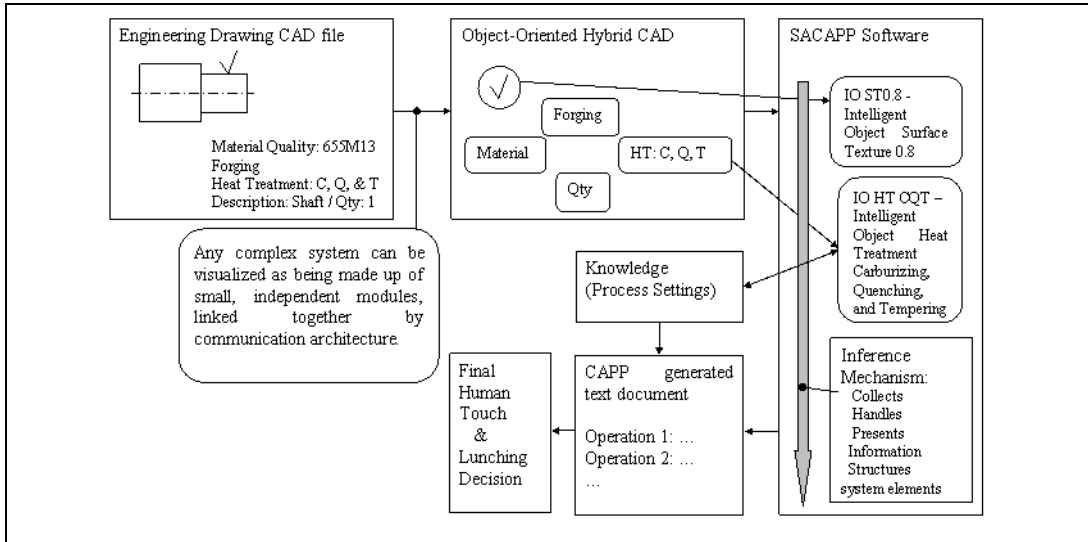 Engineering Drawing CAD file
Material Quality: 655M13
Forging
Heat Treatment: C, Q, & T
Description: Shaft / Qty: 1
Object-Oriented Hybrid CAD
Forging
Material
HT: C, Q, T
Qty
SACAPP Software
IO ST0.8 -
Intelligent
Object Surface
Texture 0.8
IO HT CQT –
Intelligent
Object Heat
Treatment
Carburizing,
Quenching,
and Tempering
Any complex system can be
visualized as being made up of
small, independent modules,
linked together by
communication architecture.
Knowledge
(Process Settings)
Inference
Mechanism:
Collects
Handles
Presents
Information
Structures
system elements
CAPP generated
text document
Operation 1: ...
Operation 2: ...
...
Final
Human
Touch
&
Lunching
Decision